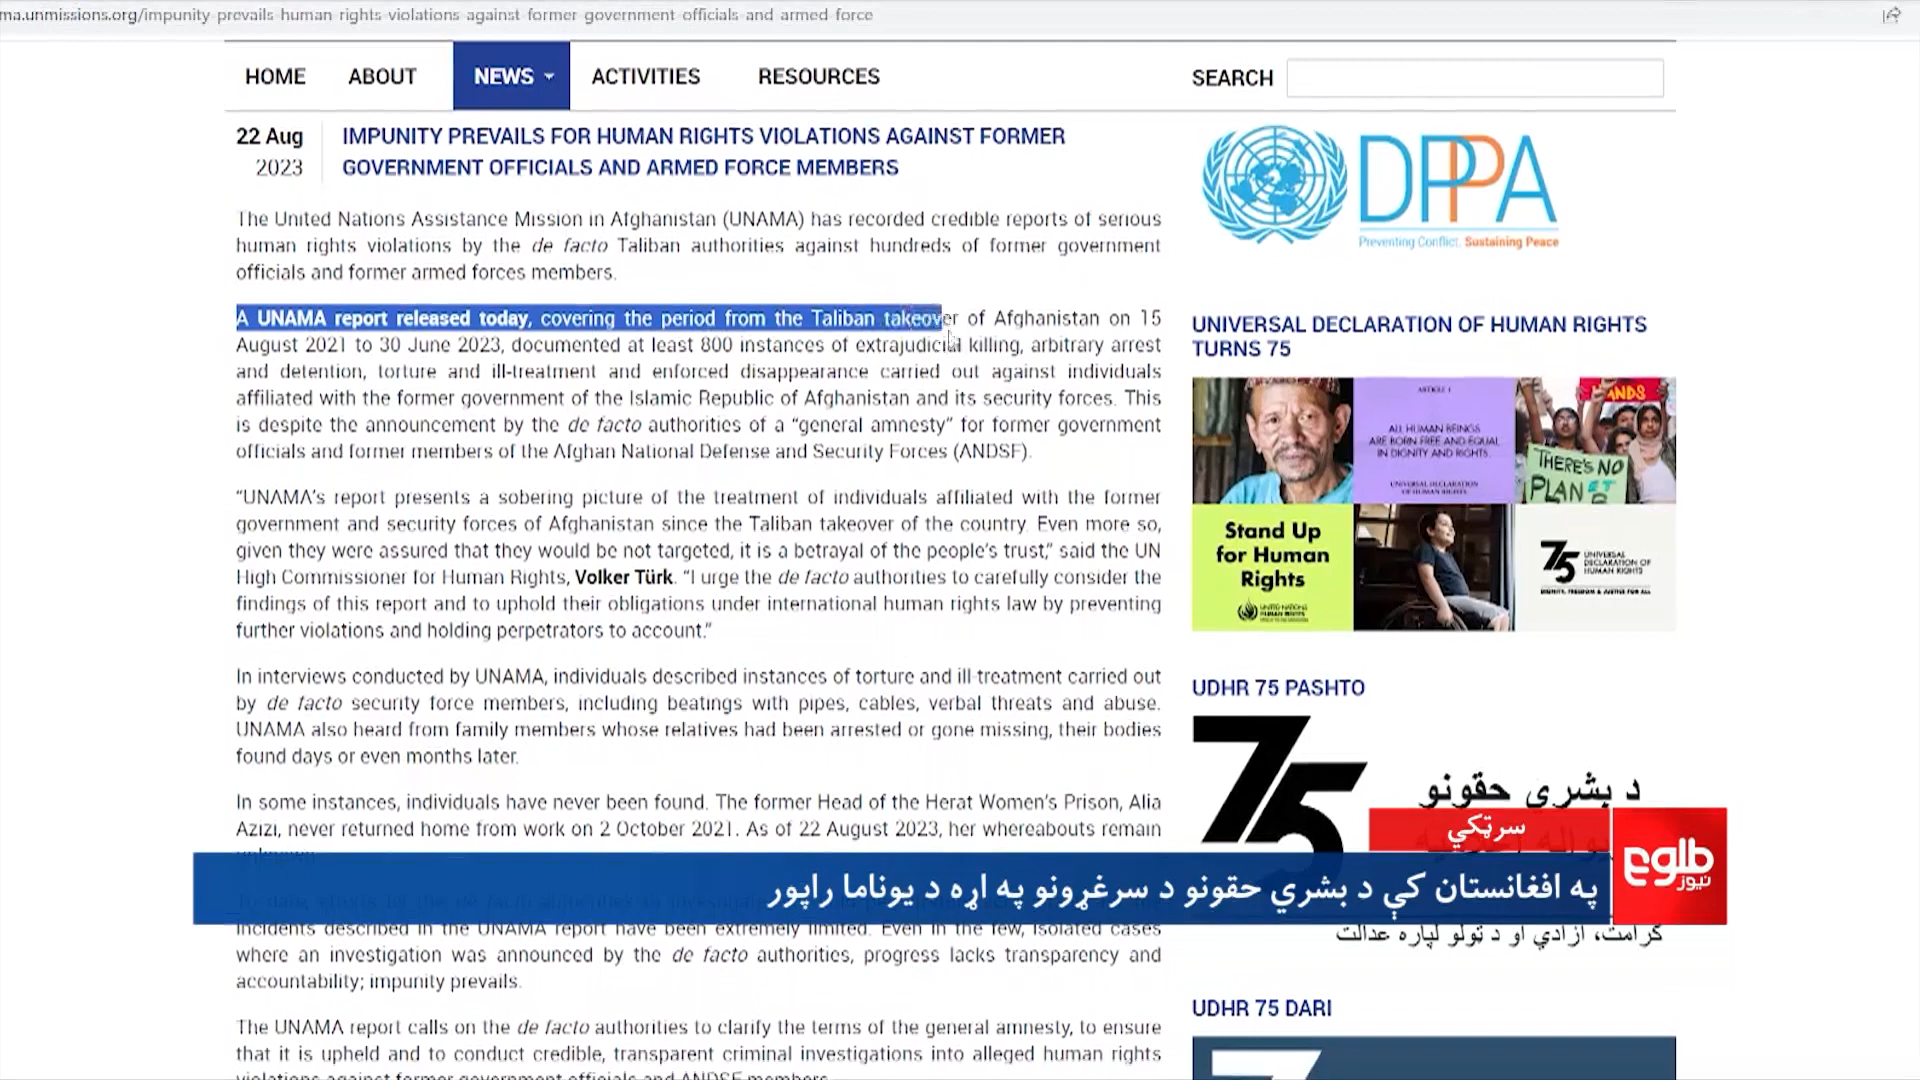 ma.unmissions.org/impunity-prevails-human-rights-violations-against-former-government-officials-and-armed-force
HOME ABOUT NEWS ACTIVITIES RESOURCES SEARCH
22 Aug
2023
IMPUNITY PREVAILS FOR HUMAN RIGHTS VIOLATIONS AGAINST FORMER
GOVERNMENT OFFICIALS AND ARMED FORCE MEMBERS
The United Nations Assistance Mission in Afghanistan (UNAMA) has recorded credible reports of serious
human rights violations by the de facto Taliban authorities against hundreds of former government
officials and former armed forces members.
A UNAMA report released today, covering the period from the Taliban takeover of Afghanistan on 15
August 2021 to 30 June 2023, documented at least 800 instances of extrajudicial killing, arbitrary arrest
and detention, torture and ill-treatment and enforced disappearance carried out against individuals
affiliated with the former government of the Islamic Republic of Afghanistan and its security forces. This
is despite the announcement by the de facto authorities of a “general amnesty” for former government
officials and former members of the Afghan National Defense and Security Forces (ANDSF).
“UNAMA’s report presents a sobering picture of the treatment of individuals affiliated with the former
government and security forces of Afghanistan since the Taliban takeover of the country. Even more so,
given they were assured that they would be not targeted, it is a betrayal of the people’s trust,” said the UN
High Commissioner for Human Rights, Volker Türk. “I urge the de facto authorities to carefully consider the
findings of this report and to uphold their obligations under international human rights law by preventing
further violations and holding perpetrators to account.”
In interviews conducted by UNAMA, individuals described instances of torture and ill-treatment carried out
by de facto security force members, including beatings with pipes, cables, verbal threats and abuse.
UNAMA also heard from family members whose relatives had been arrested or gone missing, their bodies
found days or even months later.
In some instances, individuals have never been found. The former Head of the Herat Women’s Prison, Alia
Azizi, never returned home from work on 2 October 2021. As of 22 August 2023, her whereabouts remain
incidents described in the UNAMA report have been extremely limited. Even in the few, isolated cases
where an investigation was announced by the de facto authorities, progress lacks transparency and
accountability; impunity prevails.
The UNAMA report calls on the de facto authorities to clarify the terms of the general amnesty, to ensure
that it is upheld and to conduct credible, transparent criminal investigations into alleged human rights
violations against former government officials and ANDSF members
DPPA
Preventing Conflict. Sustaining Peace
UNIVERSAL DECLARATION OF HUMAN RIGHTS
TURNS 75
ARTICLE 1
ALL HUMAN BEINGS
ARE BORN FREE AND EQUAL
IN DIGNITY AND RIGHTS.
UNIVERSAL DECLARATION
OF HUMAN RIGHTS
HANDS
THERE'S NO
PLANET B
Stand Up
for Human
Rights
UNITED NATIONS
HUMAN RIGHTS
75 UNIVERSAL
DECLARATION OF
HUMAN RIGHTS
DIGNITY, FREEDOM & JUSTICE FOR ALL
UDHR 75 PASHTO
75
د بشري حقونو
سرټکي
طلوع
نیوز
په افغانستان کې د بشري حقونو د سرغړونو په اړه د یوناما راپور
کرامت، ازادي او د ټولو لپاره عدالت
UDHR 75 DARI